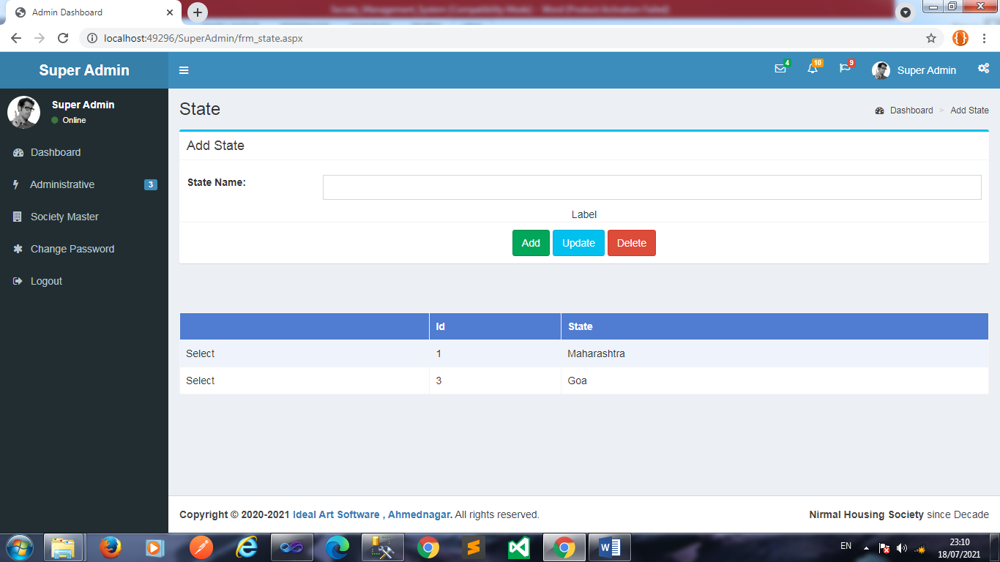 Society_Management_System [Compatibility Mode] - Word (Product Activation Failed)
Admin Dashboard
localhost:49296/SuperAdmin/frm_state.aspx
Super Admin
4
10
9
Super Admin
Super Admin
Online
Dashboard
Administrative
3
Society Master
Change Password
Logout
State
Dashboard > Add State
Add State
State Name:
Label
Add Update Delete
Id State
Select 1 Maharashtra
Select 3 Goa
Copyright © 2020-2021 Ideal Art Software , Ahmednagar. All rights reserved.
Nirmal Housing Society since Decade
EN
23:10
18/07/2021